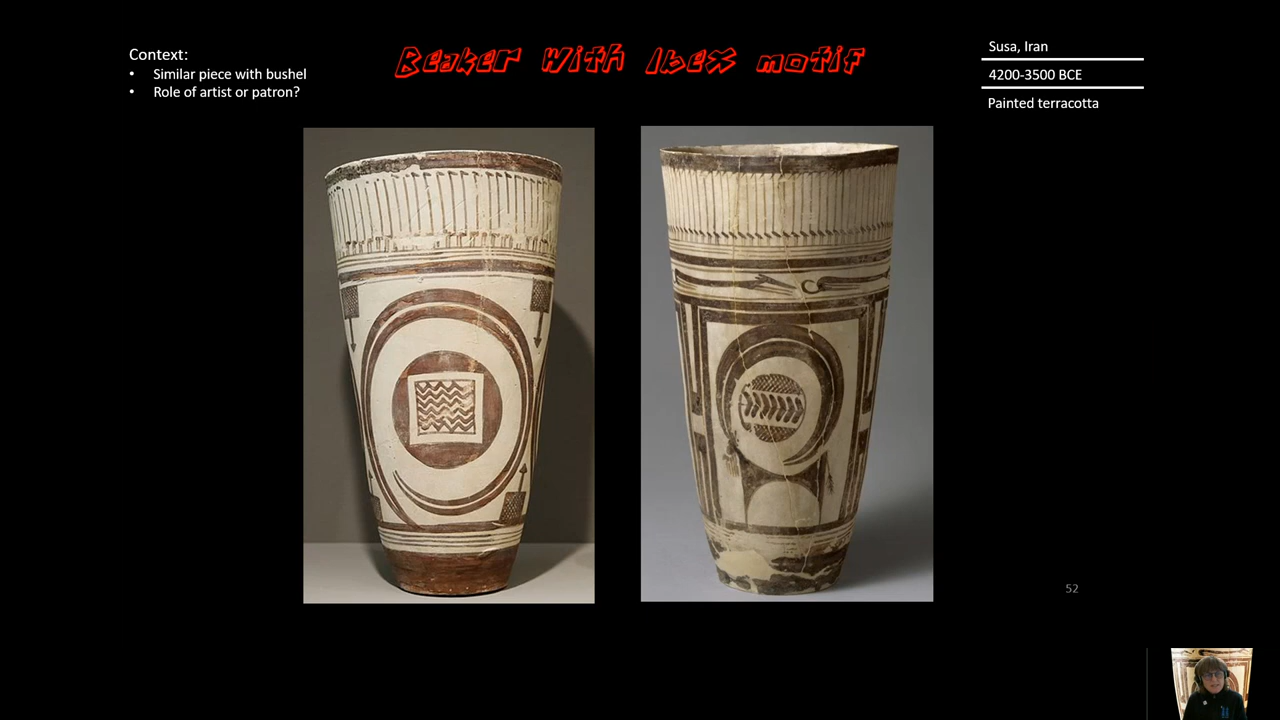 Context:
• Similar piece with bushel
• Role of artist or patron?
Beaker With Ibex motif
Susa, Iran
4200-3500 BCE
Painted terracotta
52